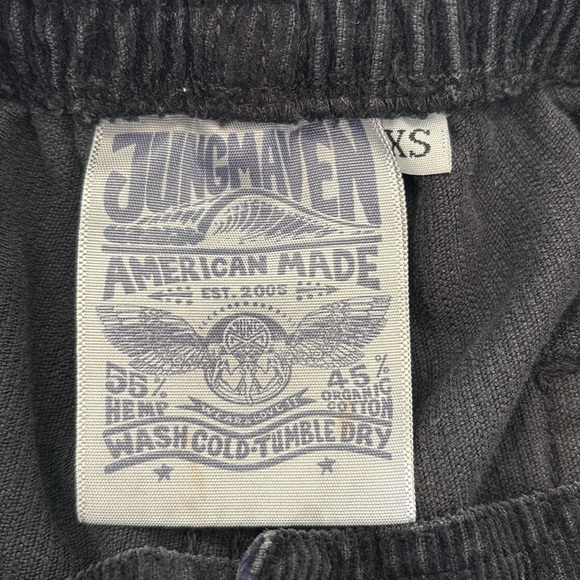 JUNGMAVEN
XS
AMERICAN MADE
EST. 2005
55%
HEMP
45%
ORGANIC
COTTON
WASH COLD-TUMBLE DRY